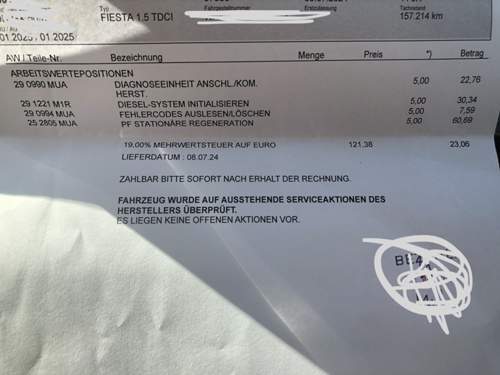 Typ
FIESTA 1.5 TDCI
Tachostand
157.214 km
01.2025
AW / Teile-Nr. Bezeichnung Menge Preis *) Betrag
ARBEITSWERTEPOSITIONEN
29 0990 MUA DIAGNOSEEINHEIT ANSCHL./KOM. 5,00 22,76
HERST.
29 1221 M1R DIESEL-SYSTEM INITIALISIEREN 5,00 30,34
29 0994 MUA FEHLERCODES AUSLESEN/LÖSCHEN 5,00 7,59
25 2805 MUA PF STATIONÄRE REGENERATION 5,00 60,69
19,00% MEHRWERTSTEUER AUF EURO 121,38 23,06
LIEFERDATUM : 08.07.24
ZAHLBAR BITTE SOFORT NACH ERHALT DER RECHNUNG.
FAHRZEUG WURDE AUF AUSSTEHENDE SERVICEAKTIONEN DES
HERSTELLERS ÜBERPRÜFT.
ES LIEGEN KEINE OFFENEN AKTIONEN VOR.